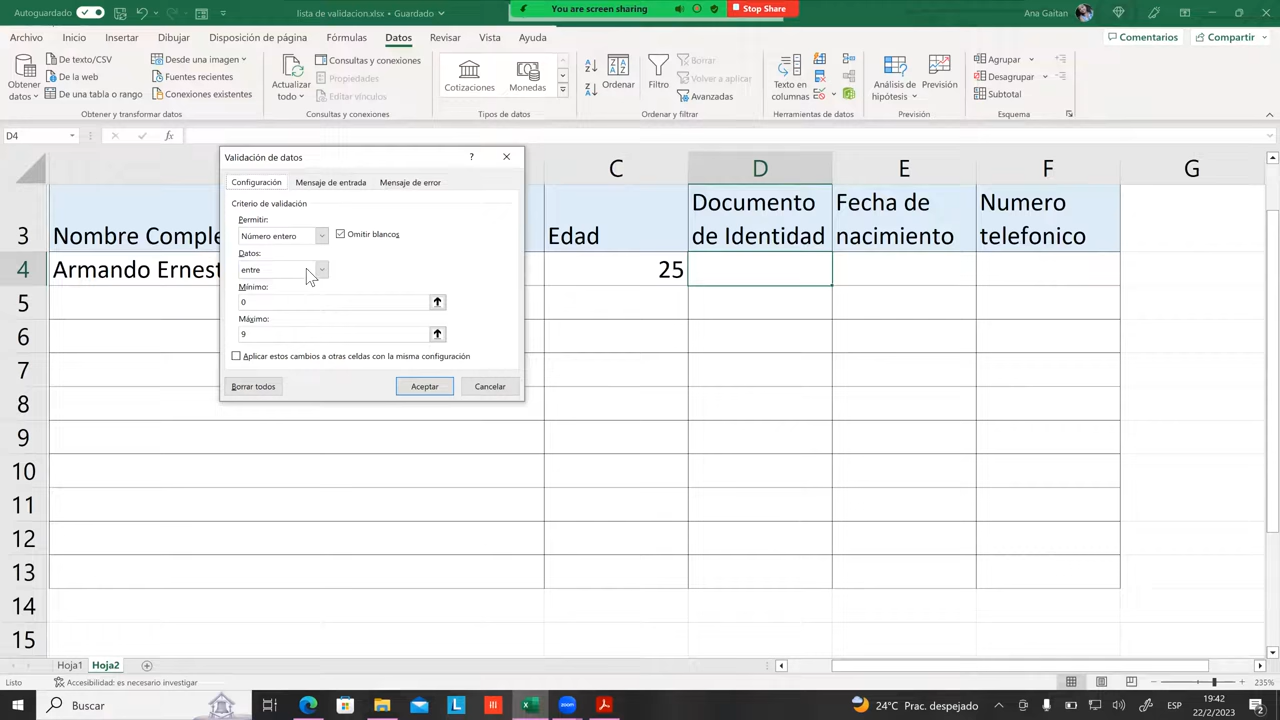 Autoguardado
lista de validacion.xlsx • Guardado
You are screen sharing
Stop Share
Ana Gaitan
Archivo Inicio Insertar Dibujar Disposición de página Fórmulas Datos Revisar Vista Ayuda
Comentarios
Compartir
Obtener datos
De texto/CSV
De la web
De una tabla o rango
Desde una imagen
Fuentes recientes
Conexiones existentes
Obtener y transformar datos
Actualizar todo
Consultas y conexiones
Propiedades
Editar vínculos
Consultas y conexiones
Cotizaciones
Monedas
Tipos de datos
Ordenar
Filtro
Borrar
Volver a aplicar
Avanzadas
Ordenar y filtrar
Texto en columnas
Herramientas de datos
Análisis de hipótesis
Previsión
Previsión
Agrupar
Desagrupar
Subtotal
Esquema
D4
fx
Validación de datos
?
Configuración
Mensaje de entrada
Mensaje de error
Criterio de validación
Permitir:
Número entero
Omitir blancos
Datos:
entre
Mínimo:
0
Máximo:
9
Aplicar estos cambios a otras celdas con la misma configuración
Borrar todos
Aceptar
Cancelar
C D E F G
3
Nombre Comple
Edad
Documento
de Identidad
Fecha de
nacimiento
Numero
telefonico
4
Armando Ernest
25
5
6
7
8
9
10
11
12
13
14
15
Hoja1
Hoja2
Listo
Accesibilidad: es necesario investigar
235%
Buscar
L
zoom
24°C Parc. despejado
ESP
19:42
22/2/2023